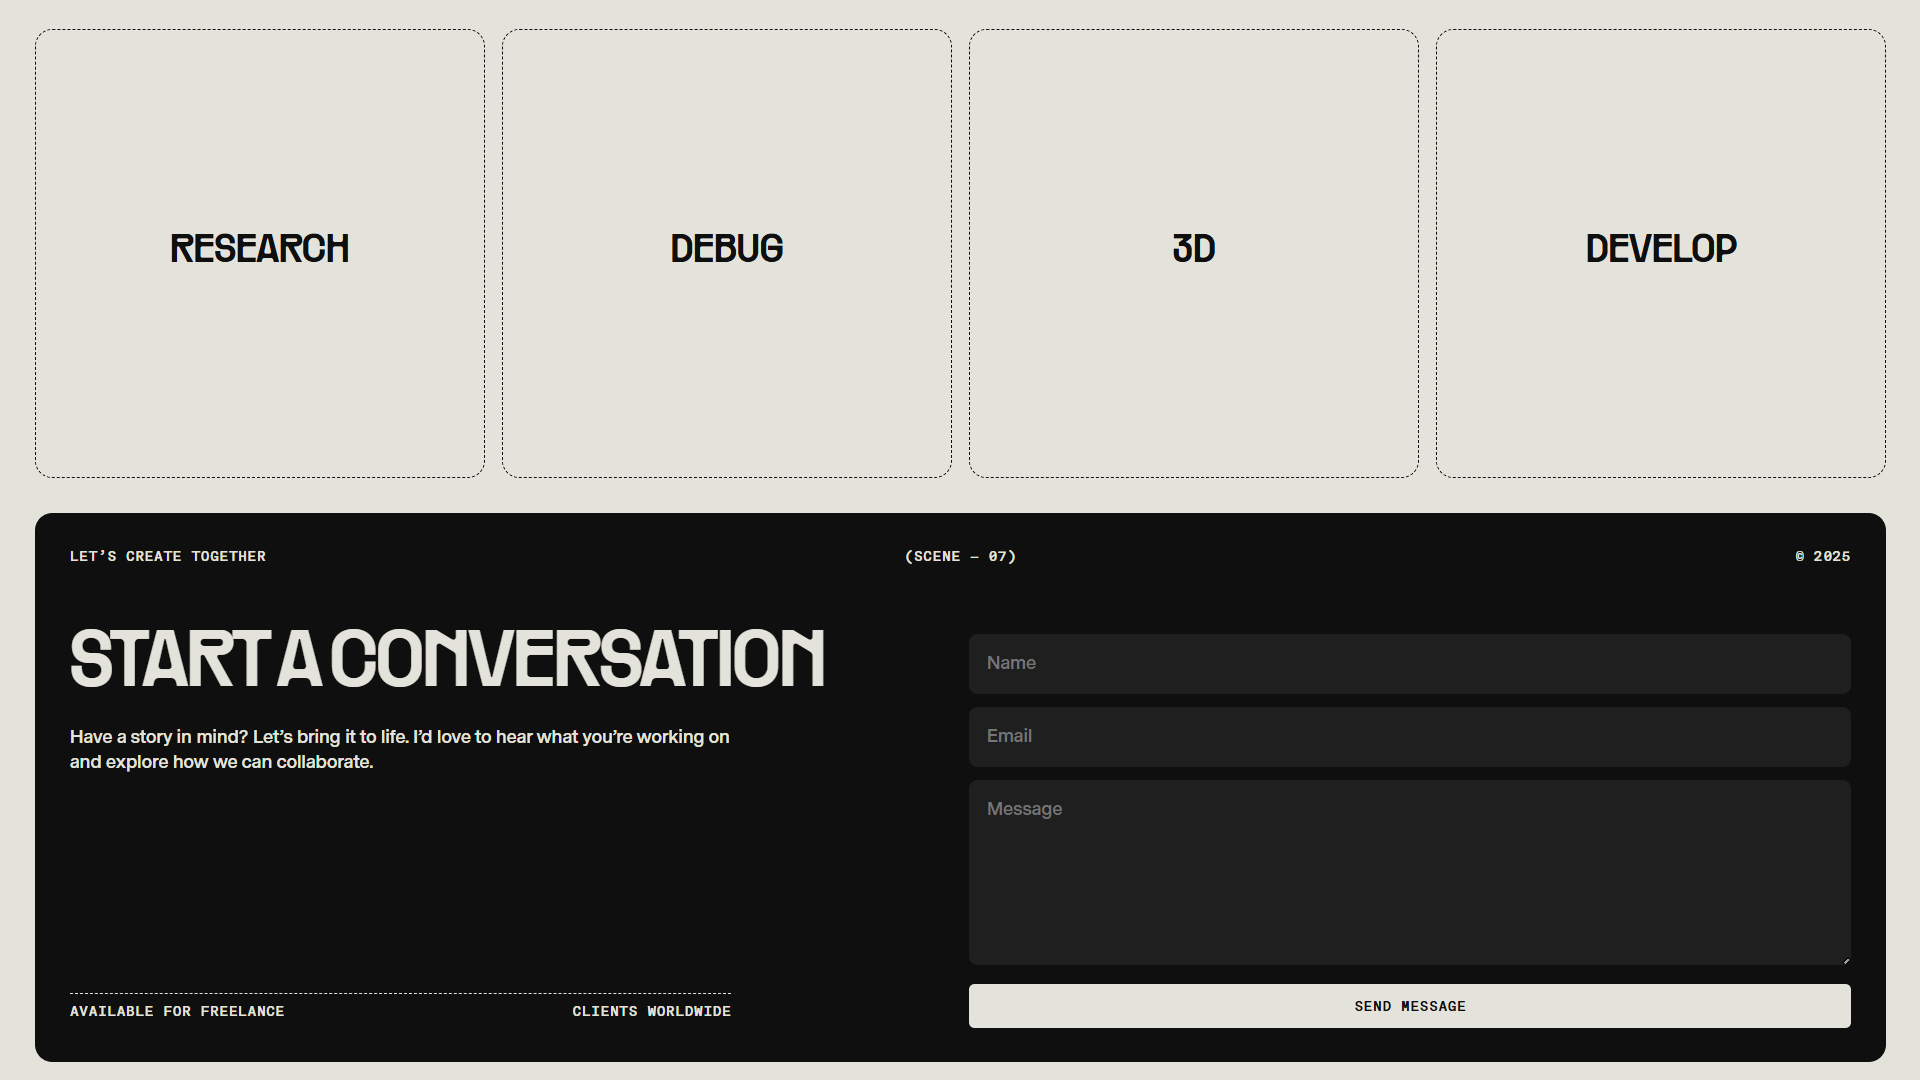 RESEARCH
DEBUG
3D
DEVELOP
LET’S CREATE TOGETHER
(SCENE — 07)
© 2025
START A CONVERSATION
Have a story in mind? Let’s bring it to life. I’d love to hear what you’re working on
and explore how we can collaborate.
Name
Email
Message
AVAILABLE FOR FREELANCE
CLIENTS WORLDWIDE
SEND MESSAGE